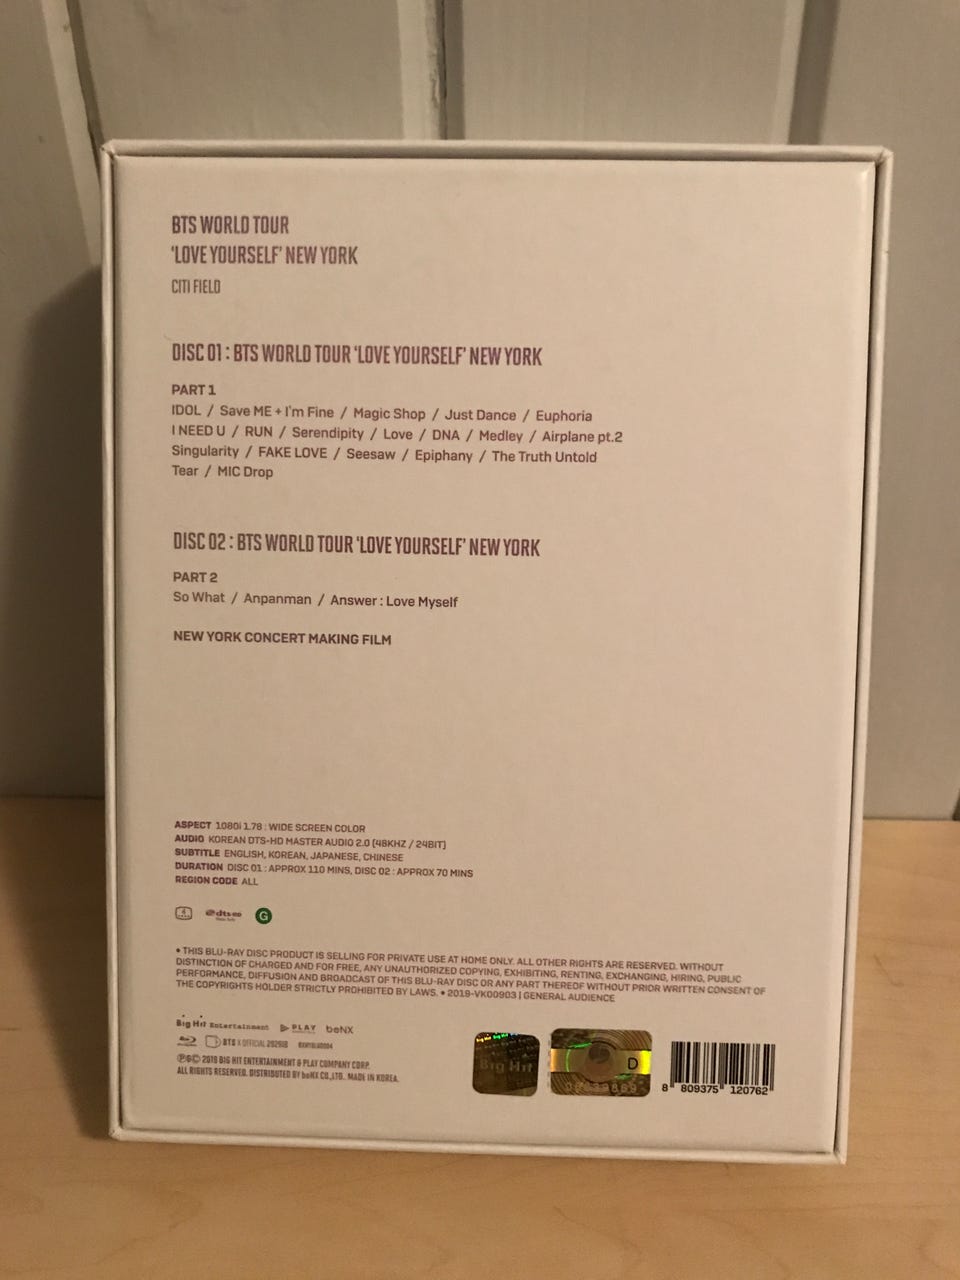 BTS WORLD TOUR
'LOVE YOURSELF' NEW YORK
CITI FIELD
DISC 01 : BTS WORLD TOUR 'LOVE YOURSELF' NEW YORK
PART 1
IDOL / Save ME + I'm Fine / Magic Shop / Just Dance / Euphoria
I NEED U / RUN / Serendipity / Love / DNA / Medley / Airplane pt.2
Singularity / FAKE LOVE / Seesaw / Epiphany / The Truth Untold
Tear / MIC Drop
DISC 02 : BTS WORLD TOUR 'LOVE YOURSELF' NEW YORK
PART 2
So What / Anpanman / Answer : Love Myself
NEW YORK CONCERT MAKING FILM
ASPECT 1080i 1.78 : WIDE SCREEN COLOR
AUDIO KOREAN DTS-HD MASTER AUDIO 2.0 (48KHZ / 24BIT)
SUBTITLE ENGLISH, KOREAN, JAPANESE, CHINESE
DURATION DISC 01 : APPROX 110 MINS, DISC 02 : APPROX 70 MINS
REGION CODE ALL
4 dts-HD G
• THIS BLU-RAY DISC PRODUCT IS SELLING FOR PRIVATE USE AT HOME ONLY. ALL OTHER RIGHTS ARE RESERVED. WITHOUT
DISTINCTION OF CHARGED AND FOR FREE, ANY UNAUTHORIZED COPYING, EXHIBITING, RENTING, EXCHANGING, HIRING, PUBLIC
PERFORMANCE, DIFFUSION AND BROADCAST OF THIS BLU-RAY DISC OR ANY PART THEREOF WITHOUT PRIOR WRITTEN CONSENT OF
THE COPYRIGHTS HOLDER STRICTLY PROHIBITED BY LAWS. • 2019-VK00903 | GENERAL AUDIENCE
Big Hit Entertainment PLAY beNX
BTS X OFFICIAL
Ⓟ&© 2019 BIG HIT ENTERTAINMENT & PLAY COMPANY CORP.
ALL RIGHTS RESERVED. DISTRIBUTED BY beNX CO.,LTD. MADE IN KOREA.
Big Hit
D
8 809375 120762